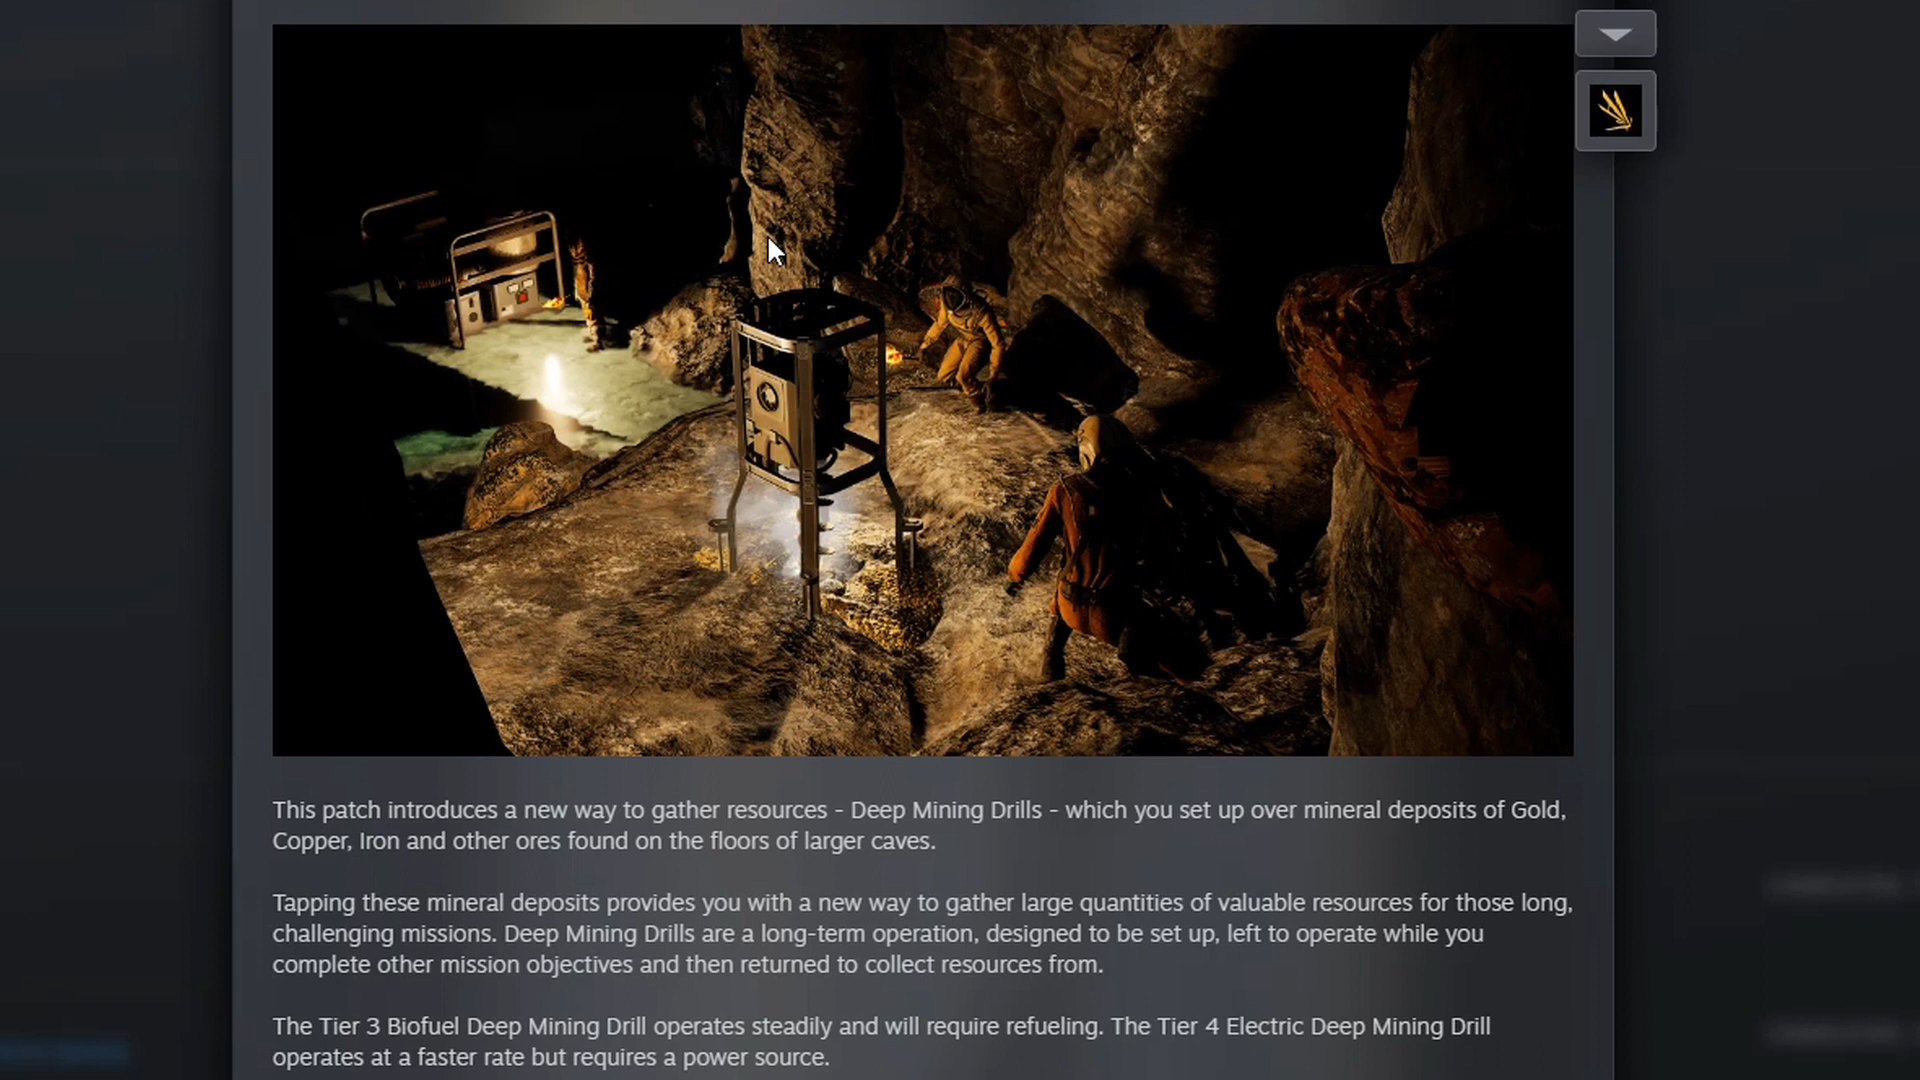 This patch introduces a new way to gather resources - Deep Mining Drills - which you set up over mineral deposits of Gold,
Copper, Iron and other ores found on the floors of larger caves.
Tapping these mineral deposits provides you with a new way to gather large quantities of valuable resources for those long,
challenging missions. Deep Mining Drills are a long-term operation, designed to be set up, left to operate while you
complete other mission objectives and then returned to collect resources from.
The Tier 3 Biofuel Deep Mining Drill operates steadily and will require refueling. The Tier 4 Electric Deep Mining Drill
operates at a faster rate but requires a power source.